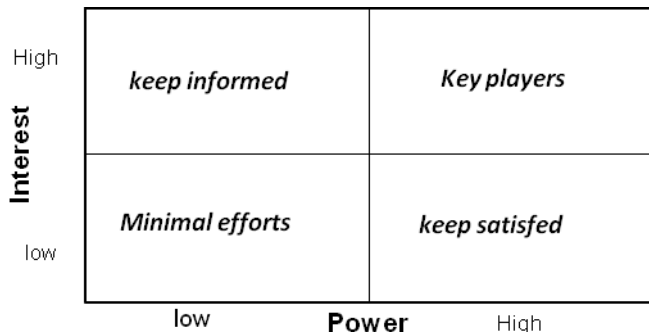 High
keep informed
Key players
Interest
Minimal efforts
keep satisfed
low
low
Power
High